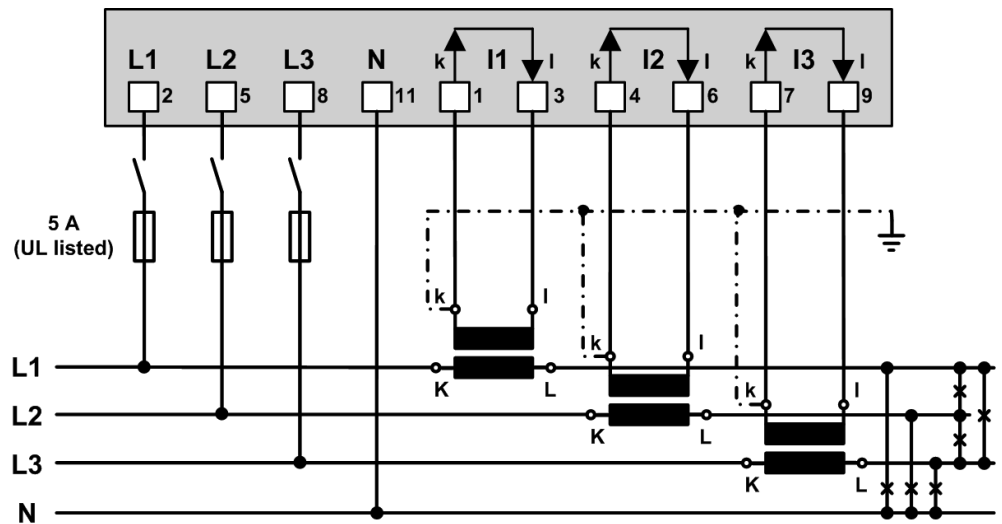 L1 L2 L3 N k I1 l k I2 l k I3 l
2 5 8 11 1 3 4 6 7 9
5 A
(UL listed)
k l
k l
L1
K L
k l
L2
K L
L3
K L
N